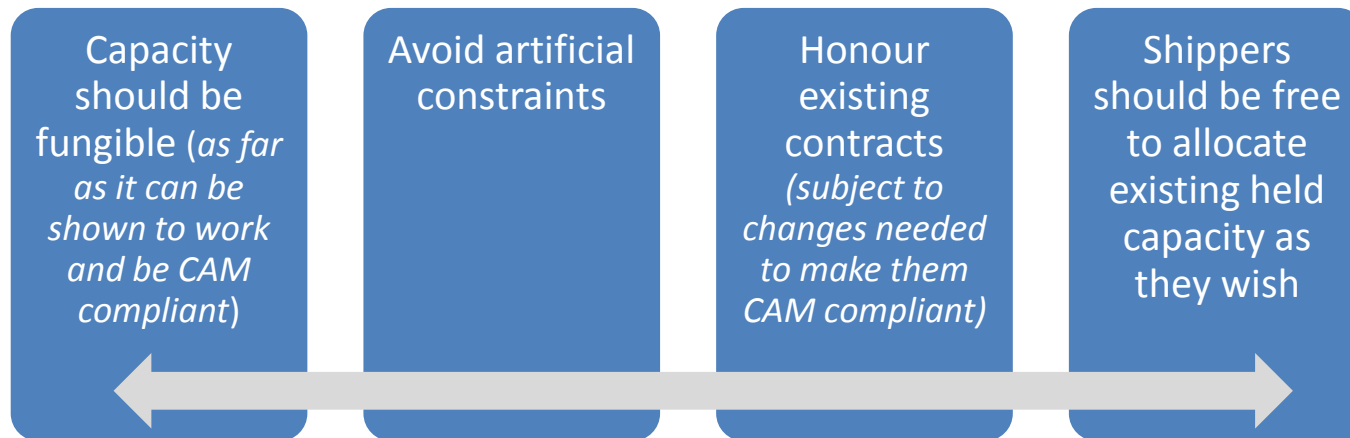 Capacity
should be
fungible (as far
as it can be
shown to work
and be CAM
compliant)
Avoid artificial
constraints
Honour
existing
contracts
(subject to
changes needed
to make them
CAM compliant)
Shippers
should be free
to allocate
existing held
capacity as
they wish